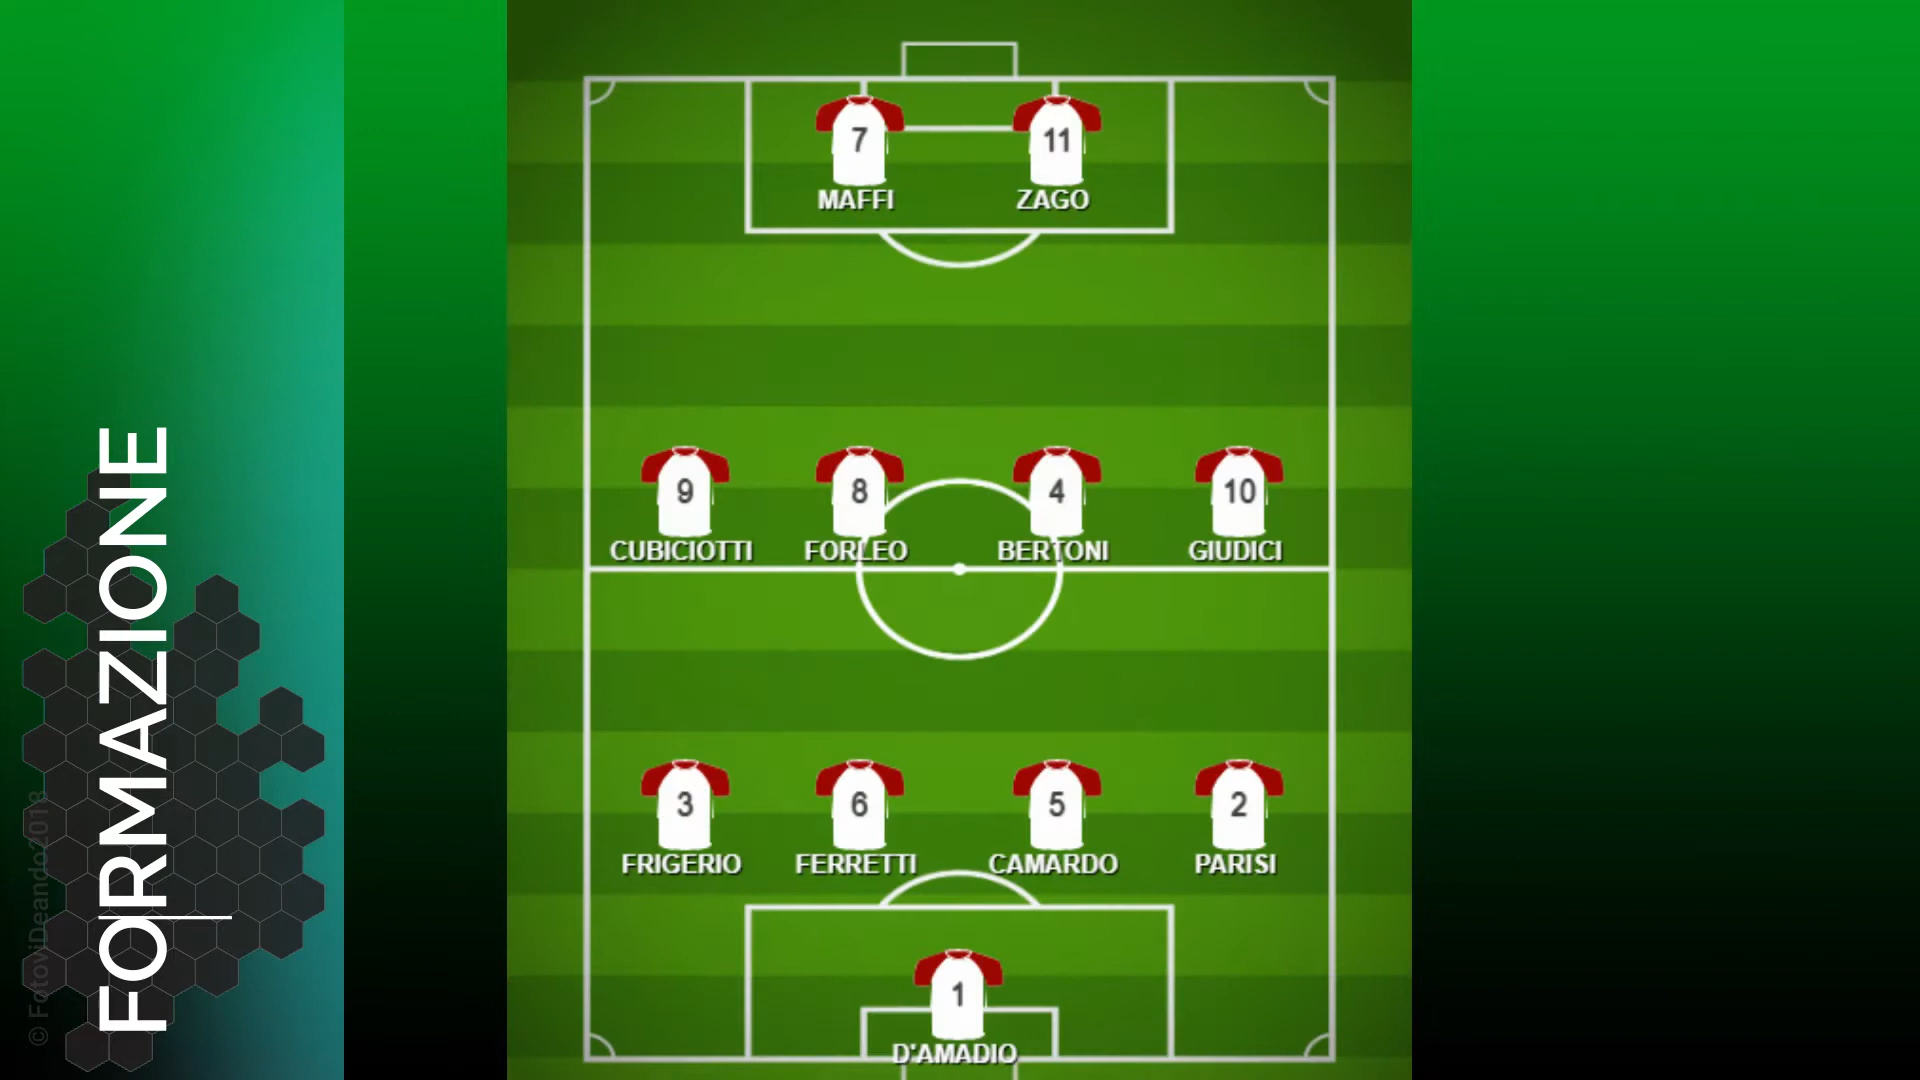 FORMAZIONE
© FotoviDeando2018
7
11
MAFFI
ZAGO
9
8
4
10
CUBICIOTTI
FORLEO
BERTONI
GIUDICI
3
6
5
2
FRIGERIO
FERRETTI
CAMARDO
PARISI
1
D'AMADIO